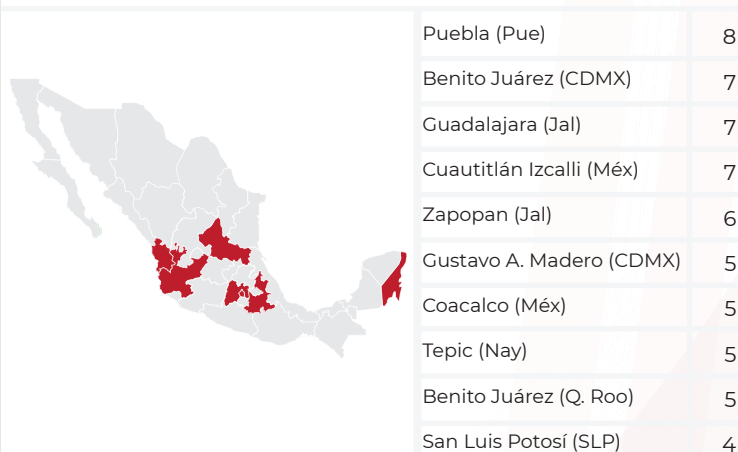 Puebla (Pue) 8
Benito Juárez (CDMX) 7
Guadalajara (Jal) 7
Cuautitlán Izcalli (Méx) 7
Zapopan (Jal) 6
Gustavo A. Madero (CDMX) 5
Coacalco (Méx) 5
Tepic (Nay) 5
Benito Juárez (Q. Roo) 5
San Luis Potosí (SLP) 4